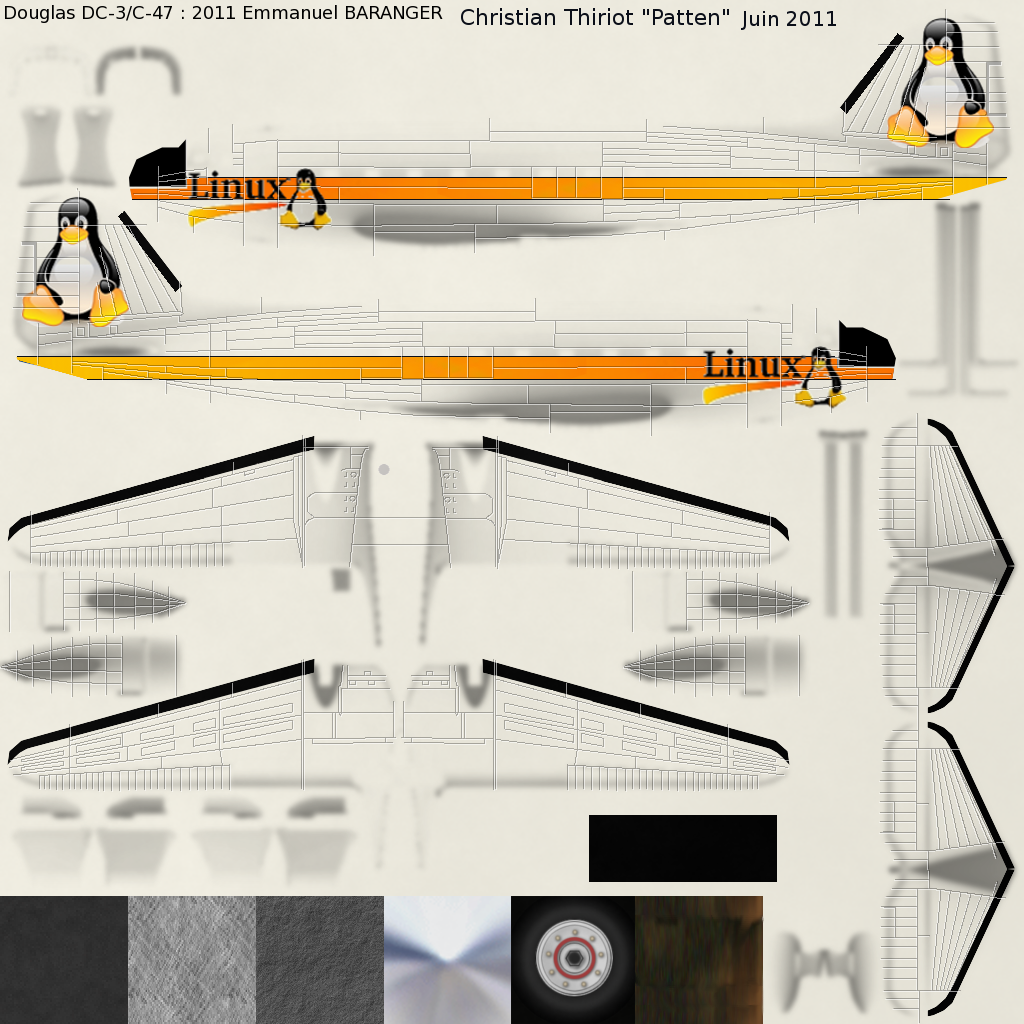 Douglas DC-3/C-47 : 2011 Emmanuel BARANGER
Christian Thiriot "Patten" Juin 2011
Linux
Linux